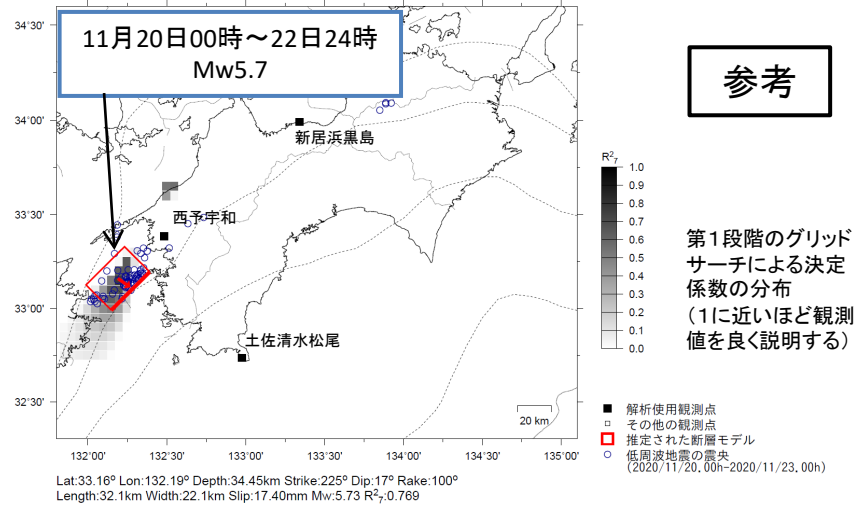 34°30'
11月20日00時～22日24時
Mw5.7
参考
34°00'
新居浜黒島
R²₇
1.0
0.9
0.8
0.7
0.6
0.5
0.4
0.3
0.2
0.1
0.0
33°30'
西予宇和
第１段階のグリッド
サーチによる決定
係数の分布
（１に近いほど観測
値を良く説明する）
33°00'
土佐清水松尾
32°30'
20 km
132°00'
132°30'
133°00'
133°30'
134°00'
134°30'
135°00'
解析使用観測点
その他の観測点
推定された断層モデル
低周波地震の震央
(2020/11/20,00h-2020/11/23,00h)
Lat:33.16° Lon:132.19° Depth:34.45km Strike:225° Dip:17° Rake:100°
Length:32.1km Width:22.1km Slip:17.40mm Mw:5.73 R²₇:0.769